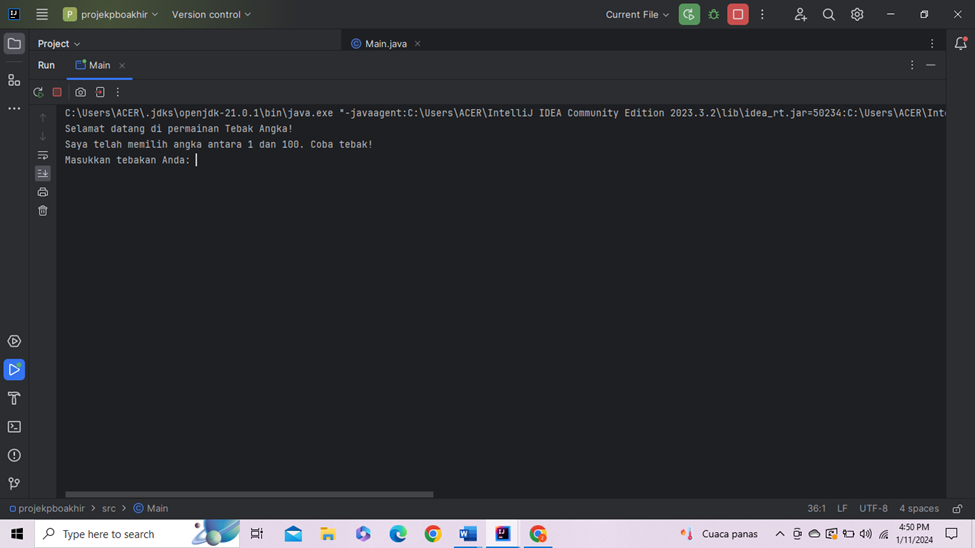 P projekpboakhir Version control Current File
Project Main.java
Run Main
C:\Users\ACER\.jdks\openjdk-21.0.1\bin\java.exe "-javaagent:C:\Users\ACER\IntelliJ IDEA Community Edition 2023.3.2\lib\idea_rt.jar=50234:C:\Users\ACER\Inte
Selamat datang di permainan Tebak Angka!
Saya telah memilih angka antara 1 dan 100. Coba tebak!
Masukkan tebakan Anda:
projekpboakhir > src > Main 36:1 LF UTF-8 4 spaces
Type here to search Cuaca panas 4:50 PM
1/11/2024